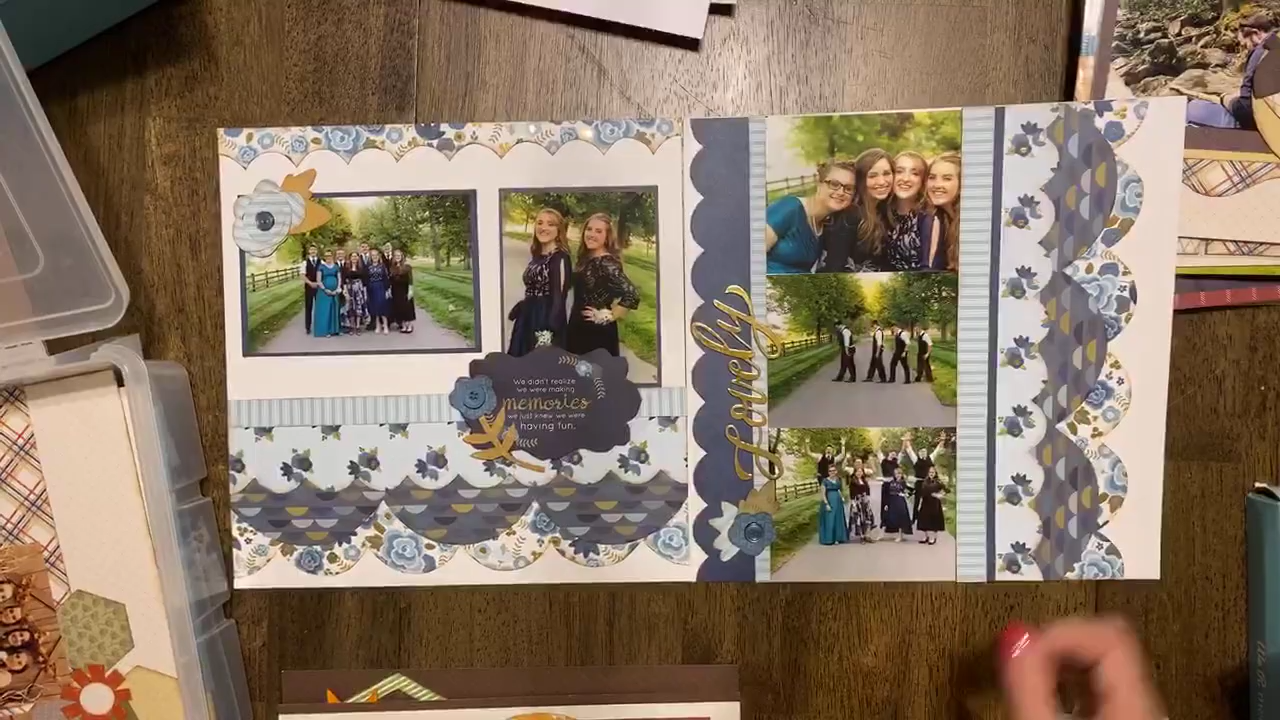 We didn't realize
we were making
memories
we just knew we were
having fun.
Lovely